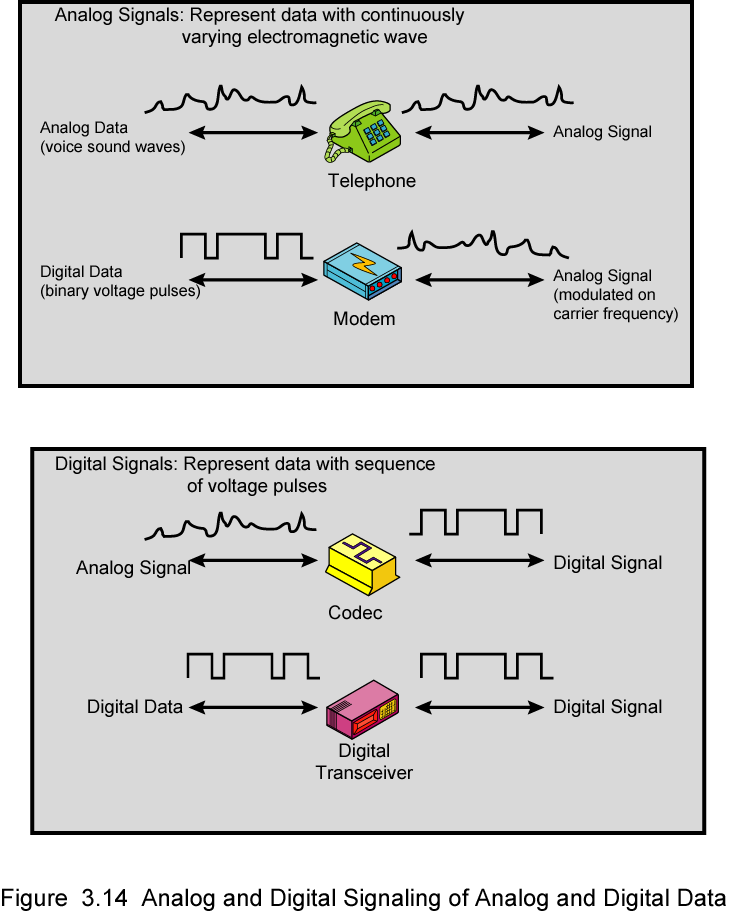 Analog Signals: Represent data with continuously
varying electromagnetic wave
Analog Data
(voice sound waves)
Analog Signal
Telephone
Digital Data
(binary voltage pulses)
Analog Signal
(modulated on
carrier frequency)
Modem
Digital Signals: Represent data with sequence
of voltage pulses
Analog Signal
Digital Signal
Codec
Digital Data
Digital Signal
Digital
Transceiver
Figure 3.14 Analog and Digital Signaling of Analog and Digital Data